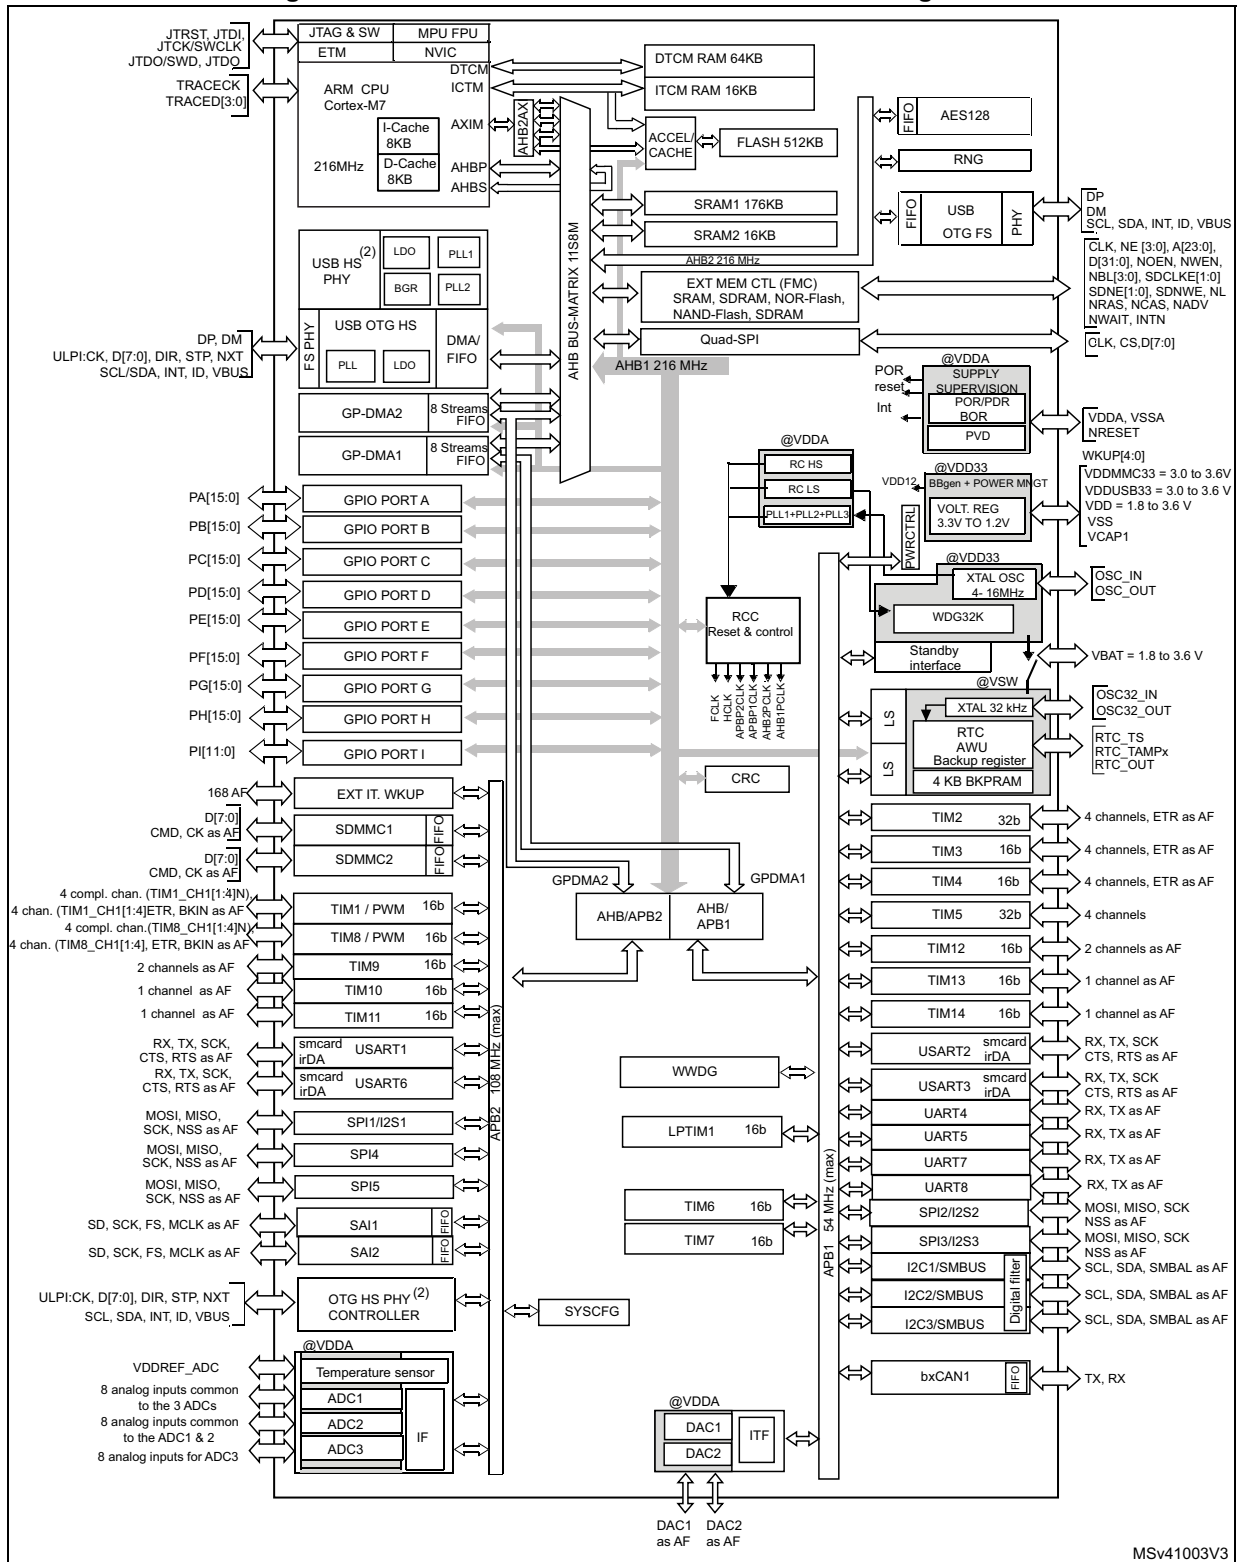 JTRST, JTDI,
JTCK/SWCLK
JTDO/SWD, JTDO
TRACECK
TRACED[3:0]
JTAG & SW
MPU FPU
ETM
NVIC
DTCM
ICTM
ARM CPU
Cortex-M7
AXIM
I-Cache
8KB
216MHz
D-Cache
8KB
AHBP
AHBS
AHB2AX
AHB BUS-MATRIX 11S8M
DTCM RAM 64KB
ITCM RAM 16KB
ACCEL/
CACHE
FLASH 512KB
SRAM1 176KB
SRAM2 16KB
AHB2 216 MHz
EXT MEM CTL (FMC)
SRAM, SDRAM, NOR-Flash,
NAND-Flash, SDRAM
Quad-SPI
AHB1 216 MHz
FIFO
AES128
RNG
FIFO
USB
OTG FS
PHY
DP
DM
SCL, SDA, INT, ID, VBUS
CLK, NE [3:0], A[23:0],
D[31:0], NOEN, NWEN,
NBL[3:0], SDCLKE[1:0]
SDNE[1:0], SDNWE, NL
NRAS, NCAS, NADV
NWAIT, INTN
CLK, CS,D[7:0]
USB HS (2)
PHY
LDO
PLL1
BGR
PLL2
DP, DM
ULPI:CK, D[7:0], DIR, STP, NXT
SCL/SDA, INT, ID, VBUS
FS PHY
USB OTG HS
PLL
LDO
DMA/
FIFO
GP-DMA2
8 Streams
FIFO
GP-DMA1
8 Streams
FIFO
@VDDA
POR
reset
Int
SUPPLY
SUPERVISION
POR/PDR
BOR
PVD
VDDA, VSSA
NRESET
WKUP[4:0]
@VDDA
RC HS
RC LS
PLL1+PLL2+PLL3
@VDD33
VDD12
BBgen + POWER MNGT
VOLT. REG
3.3V TO 1.2V
VDDMMC33 = 3.0 to 3.6V
VDDUSB33 = 3.0 to 3.6 V
VDD = 1.8 to 3.6 V
VSS
VCAP1
PWRCTRL
@VDD33
XTAL OSC
4- 16MHz
OSC_IN
OSC_OUT
WDG32K
Standby
interface
VBAT = 1.8 to 3.6 V
@VSW
LS
LS
XTAL 32 kHz
OSC32_IN
OSC32_OUT
RTC
AWU
Backup register
RTC_TS
RTC_TAMPx
RTC_OUT
4 KB BKPRAM
PA[15:0]
GPIO PORT A
PB[15:0]
GPIO PORT B
PC[15:0]
GPIO PORT C
PD[15:0]
GPIO PORT D
PE[15:0]
GPIO PORT E
PF[15:0]
GPIO PORT F
PG[15:0]
GPIO PORT G
PH[15:0]
GPIO PORT H
PI[11:0]
GPIO PORT I
RCC
Reset & control
FCLK
HCLK
APBP2CLK
APBP1CLK
AHB2PCLK
AHB1PCLK
CRC
168 AF
EXT IT. WKUP
D[7:0]
CMD, CK as AF
SDMMC1
FIFO
D[7:0]
CMD, CK as AF
SDMMC2
FIFO
GPDMA2
GPDMA1
AHB/APB2
AHB/
APB1
4 compl. chan. (TIM1_CH1[1:4]N),
4 chan. (TIM1_CH1[1:4]ETR, BKIN as AF
TIM1 / PWM
16b
4 compl. chan.(TIM8_CH1[1:4]N),
4 chan. (TIM8_CH1[1:4], ETR, BKIN as AF
TIM8 / PWM
16b
2 channels as AF
TIM9
16b
1 channel as AF
TIM10
16b
1 channel as AF
TIM11
16b
RX, TX, SCK,
CTS, RTS as AF
smcard
irDA
USART1
RX, TX, SCK,
CTS, RTS as AF
smcard
irDA
USART6
MOSI, MISO,
SCK, NSS as AF
SPI1/I2S1
MOSI, MISO,
SCK, NSS as AF
SPI4
MOSI, MISO,
SCK, NSS as AF
SPI5
SD, SCK, FS, MCLK as AF
SAI1
FIFO
SD, SCK, FS, MCLK as AF
SAI2
FIFO
ULPI:CK, D[7:0], DIR, STP, NXT
SCL, SDA, INT, ID, VBUS
OTG HS PHY (2)
CONTROLLER
SYSCFG
APB2 108 MHz (max)
@VDDA
VDDREF_ADC
Temperature sensor
8 analog inputs common
to the 3 ADCs
ADC1
8 analog inputs common
to the ADC1 & 2
ADC2
8 analog inputs for ADC3
ADC3
IF
WWDG
LPTIM1
16b
TIM6
16b
TIM7
16b
APB1 54 MHz (max)
@VDDA
DAC1
DAC2
ITF
DAC1
as AF
DAC2
as AF
TIM2
32b
4 channels, ETR as AF
TIM3
16b
4 channels, ETR as AF
TIM4
16b
4 channels, ETR as AF
TIM5
32b
4 channels
TIM12
16b
2 channels as AF
TIM13
16b
1 channel as AF
TIM14
16b
1 channel as AF
USART2
smcard
irDA
RX, TX, SCK
CTS, RTS as AF
USART3
smcard
irDA
RX, TX, SCK
CTS, RTS as AF
UART4
RX, TX as AF
UART5
RX, TX as AF
UART7
RX, TX as AF
UART8
RX, TX as AF
SPI2/I2S2
MOSI, MISO, SCK
NSS as AF
SPI3/I2S3
MOSI, MISO, SCK
NSS as AF
I2C1/SMBUS
SCL, SDA, SMBAL as AF
I2C2/SMBUS
SCL, SDA, SMBAL as AF
I2C3/SMBUS
SCL, SDA, SMBAL as AF
Digital filter
bxCAN1
FIFO
TX, RX
MSv41003V3